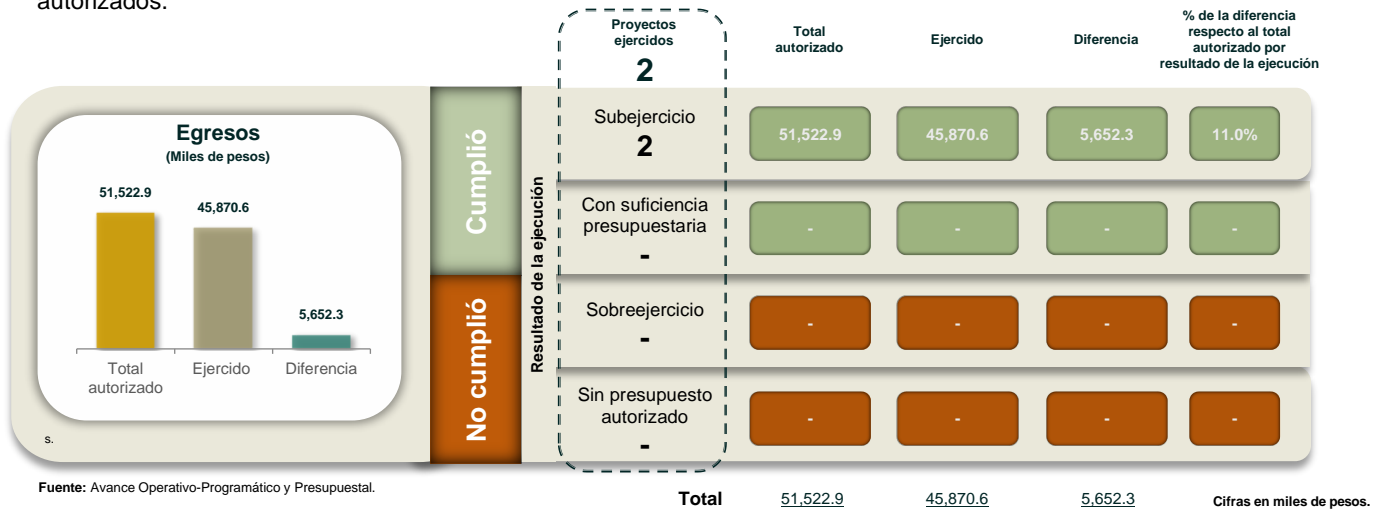 autorizados.
Proyectos
ejercidos
2
Total
autorizado
Ejercido
Diferencia
% de la diferencia
respecto al total
autorizado por
resultado de la ejecución
Egresos
(Miles de pesos)
51,522.9
45,870.6
5,652.3
Total
autorizado
Ejercido
Diferencia
s.
Cumplió
No cumplió
Resultado de la ejecución
Subejercicio
2
51,522.9
45,870.6
5,652.3
11.0%
Con suficiencia
presupuestaria
-
-
-
-
-
Sobreejercicio
-
-
-
-
-
Sin presupuesto
autorizado
-
-
-
-
-
Fuente: Avance Operativo-Programático y Presupuestal.
Total
51,522.9
45,870.6
5,652.3
Cifras en miles de pesos.